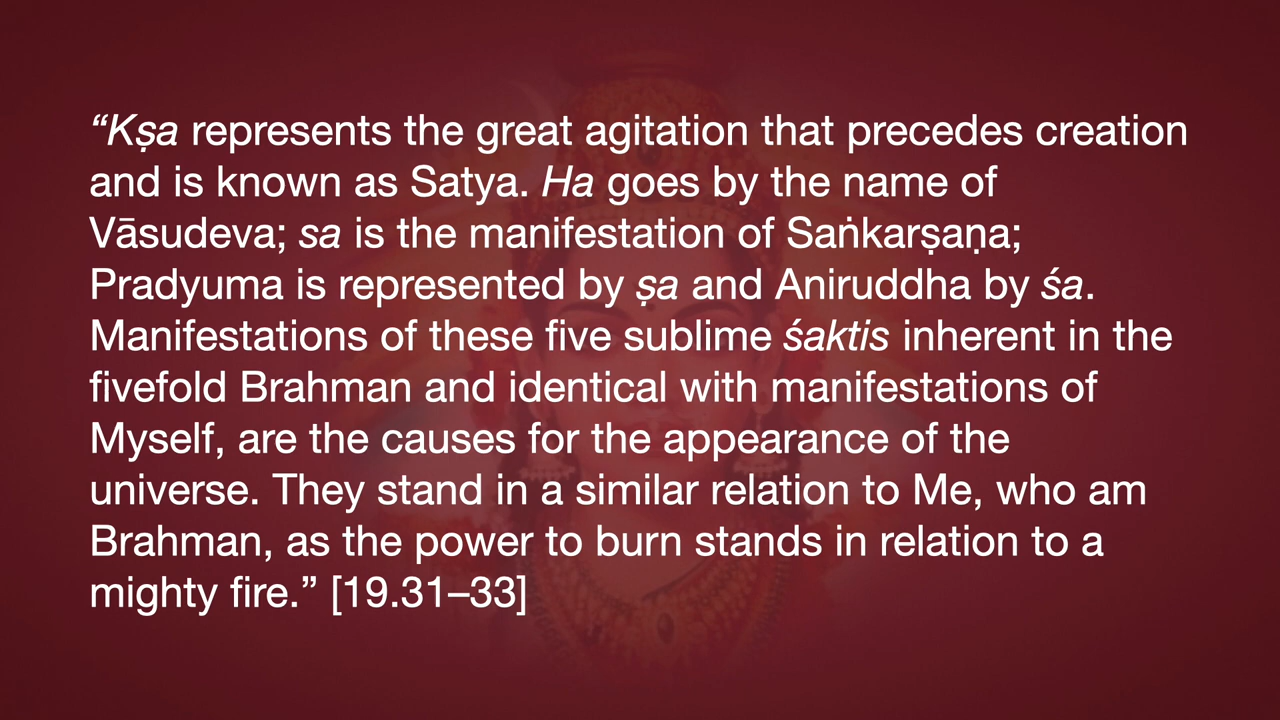 “Kṣa represents the great agitation that precedes creation
and is known as Satya. Ha goes by the name of
Vāsudeva; sa is the manifestation of Saṅkarṣaṇa;
Pradyuma is represented by ṣa and Aniruddha by śa.
Manifestations of these five sublime śaktis inherent in the
fivefold Brahman and identical with manifestations of
Myself, are the causes for the appearance of the
universe. They stand in a similar relation to Me, who am
Brahman, as the power to burn stands in relation to a
mighty fire.” [19.31–33]